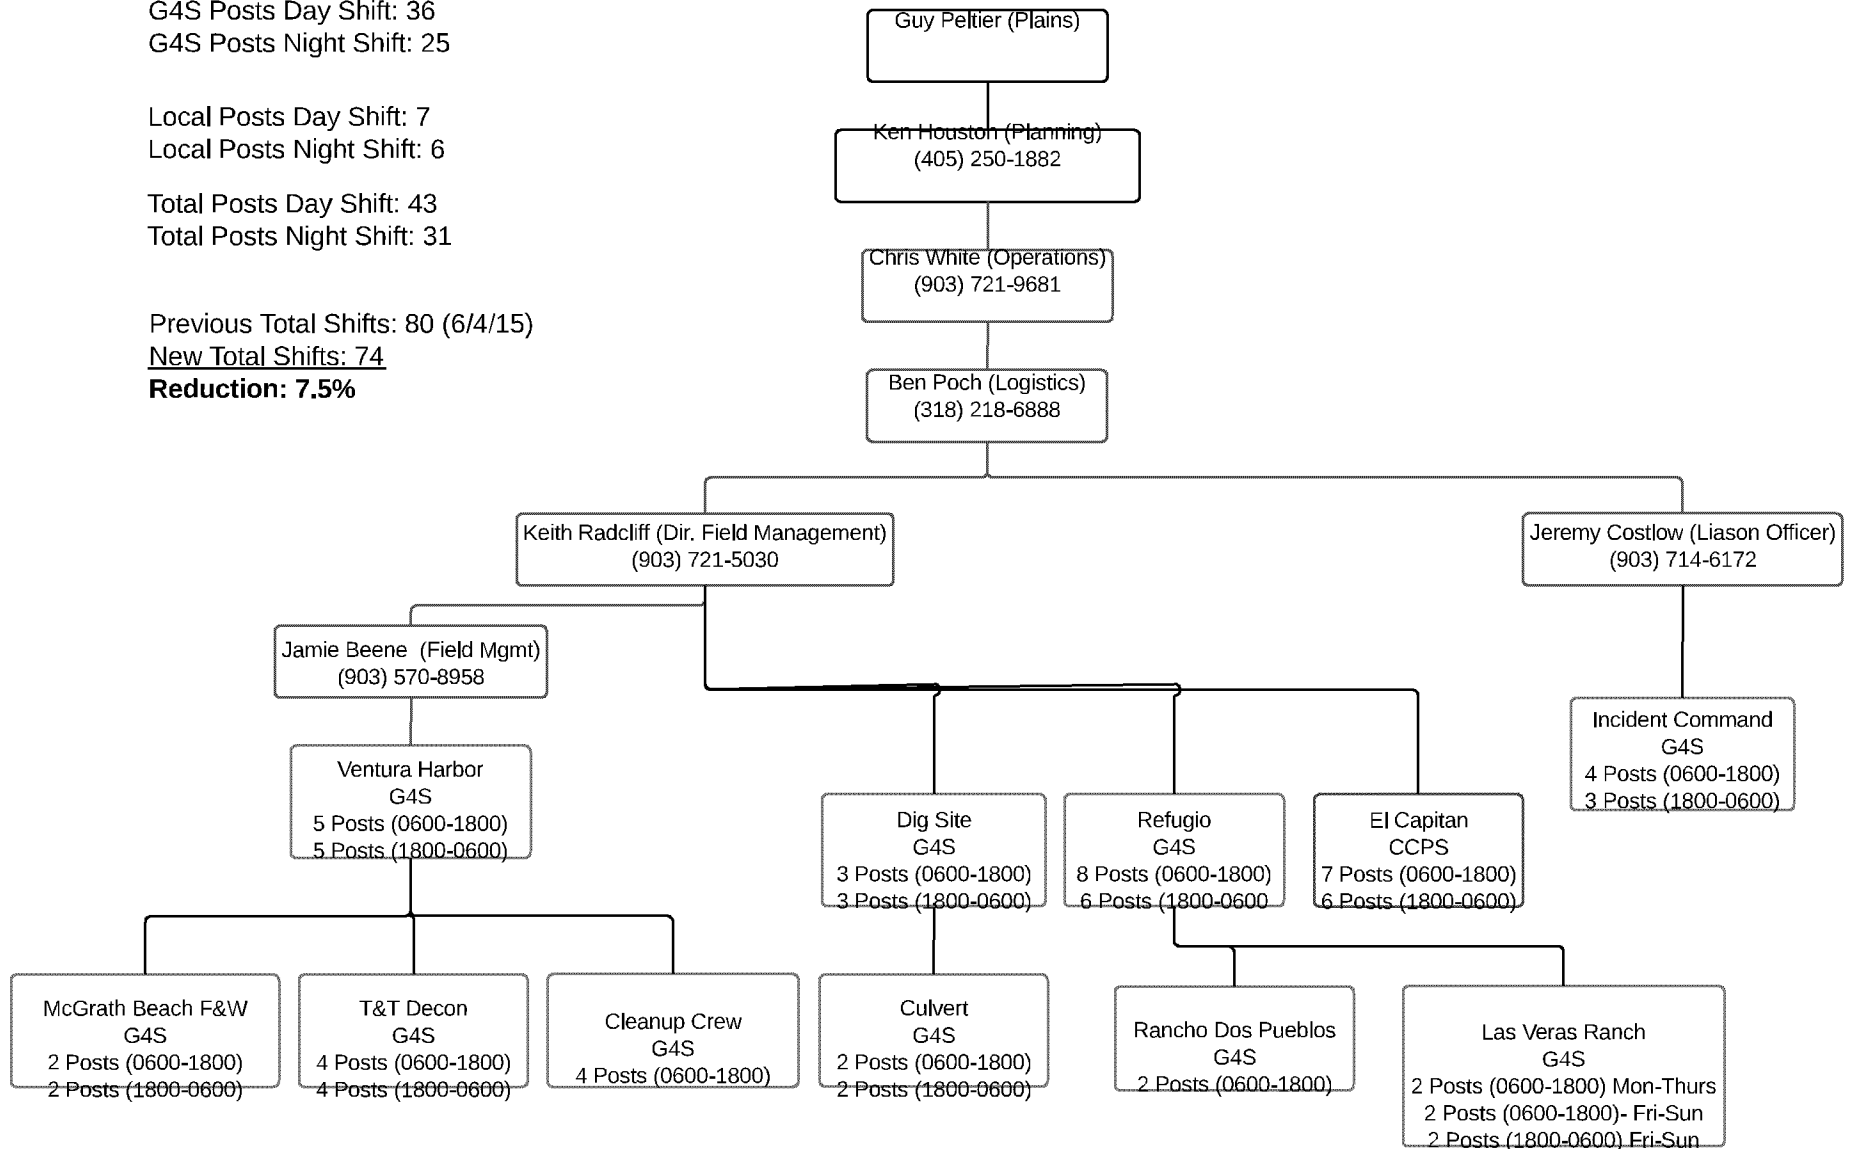 G4S Posts Day Shift: 36
G4S Posts Night Shift: 25
Local Posts Day Shift: 7
Local Posts Night Shift: 6
Total Posts Day Shift: 43
Total Posts Night Shift: 31
Previous Total Shifts: 80 (6/4/15)
New Total Shifts: 74
Reduction: 7.5%
Guy Peltier (Plains)
Ken Houston (Planning)
(405) 250-1882
Chris White (Operations)
(903) 721-9681
Ben Poch (Logistics)
(318) 218-6888
Keith Radcliff (Dir. Field Management)
(903) 721-5030
Jeremy Costlow (Liason Officer)
(903) 714-6172
Jamie Beene  (Field Mgmt)
(903) 570-8958
Ventura Harbor
G4S
5 Posts (0600-1800)
5 Posts (1800-0600)
Dig Site
G4S
3 Posts (0600-1800)
3 Posts (1800-0600)
Refugio
G4S
8 Posts (0600-1800)
6 Posts (1800-0600
El Capitan
CCPS
7 Posts (0600-1800)
6 Posts (1800-0600)
Incident Command
G4S
4 Posts (0600-1800)
3 Posts (1800-0600)
McGrath Beach F&W
G4S
2 Posts (0600-1800)
2 Posts (1800-0600)
T&T Decon
G4S
4 Posts (0600-1800)
4 Posts (1800-0600)
Cleanup Crew
G4S
4 Posts (0600-1800)
Culvert
G4S
2 Posts (0600-1800)
2 Posts (1800-0600)
Rancho Dos Pueblos
G4S
2 Posts (0600-1800)
Las Veras Ranch
G4S
2 Posts (0600-1800) Mon-Thurs
2 Posts (0600-1800)- Fri-Sun
2 Posts (1800-0600) Fri-Sun